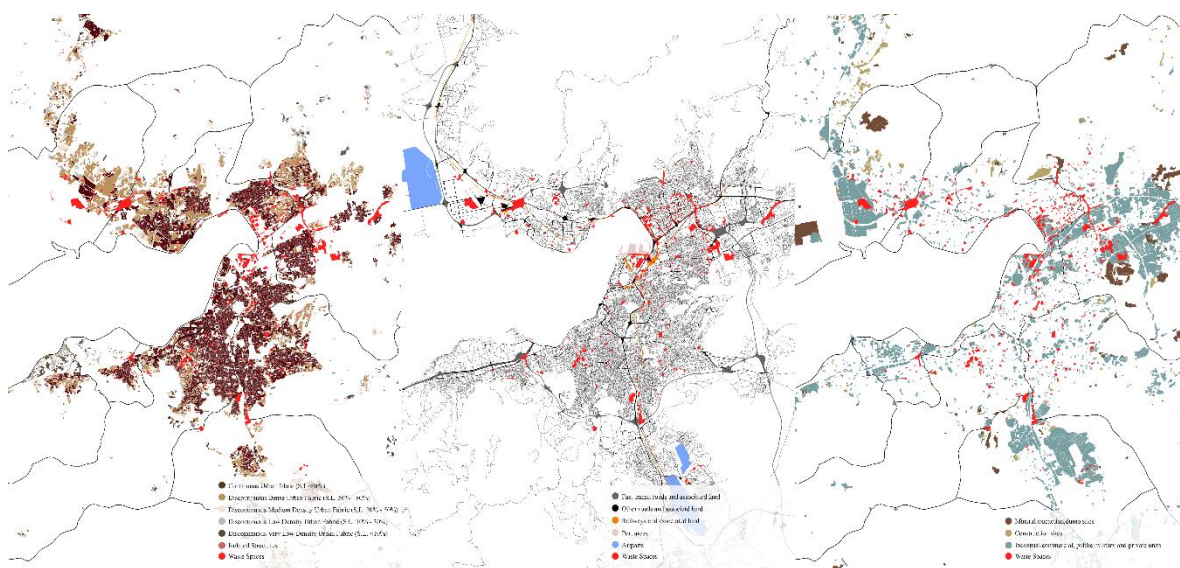 Continuous Urban Fabric (S.L. >80%)
Discontinuous Dense Urban Fabric (S.L. 50% - 80%)
Discontinuous Medium Density Urban Fabric (S.L. 30% - 50%)
Discontinuous Low Density Urban Fabric (S.L. 10% - 30%)
Discontinuous Very Low Density Urban Fabric (S.L. <10%)
Isolated Structures
Waste Spaces
Fast transit roads and associated land
Other roads and associated land
Railways and associated land
Port areas
Airports
Waste Spaces
Mineral extraction/dump sites
Construction sites
Industrial, commercial, public, military and private units
Waste Spaces